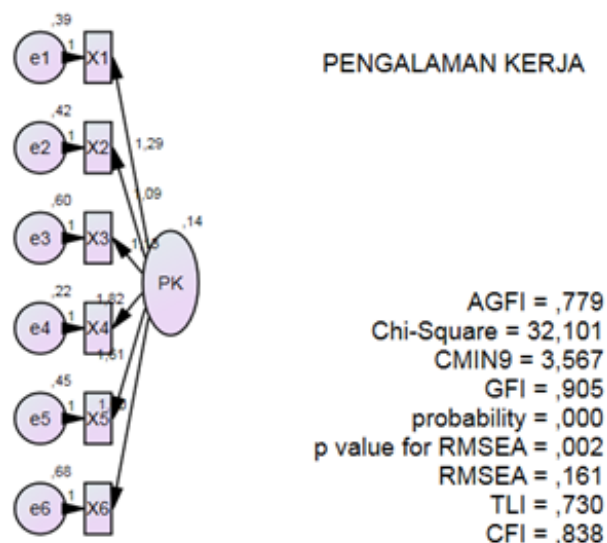 PENGALAMAN KERJA
,39
e1 1 X1
,42
e2 1 X2
1,29
,09
,60
e3 1 X3
,14
PK
,22
e4 1 X4
1,82
,45
e5 1 X5
,68
e6 1 X6
AGFI = ,779
Chi-Square = 32,101
CMIN9 = 3,567
GFI = ,905
probability = ,000
p value for RMSEA = ,002
RMSEA = ,161
TLI = ,730
CFI = ,838